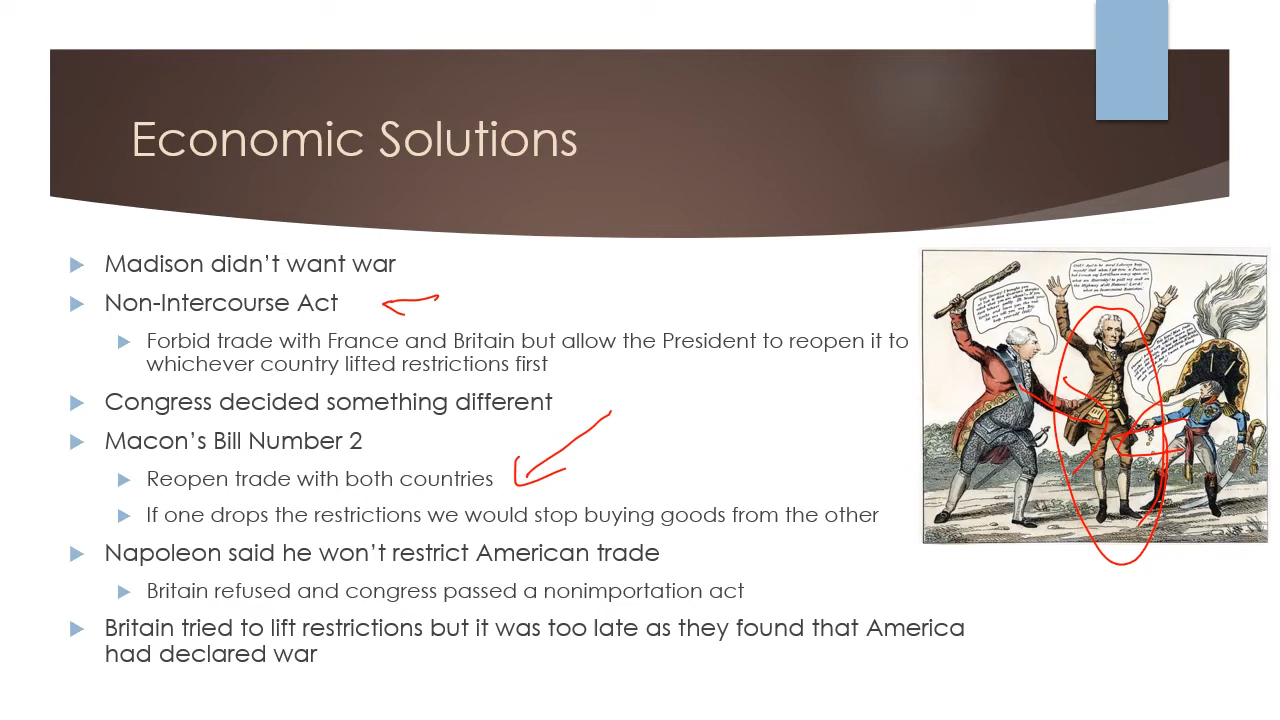 Economic Solutions
Madison didn't want war
Non-Intercourse Act
Forbid trade with France and Britain but allow the President to reopen it to
whichever country lifted restrictions first
Congress decided something different
Macon's Bill Number 2
Reopen trade with both countries
If one drops the restrictions we would stop buying goods from the other
Napoleon said he won't restrict American trade
Britain refused and congress passed a nonimportation act
Britain tried to lift restrictions but it was too late as they found that America
had declared war